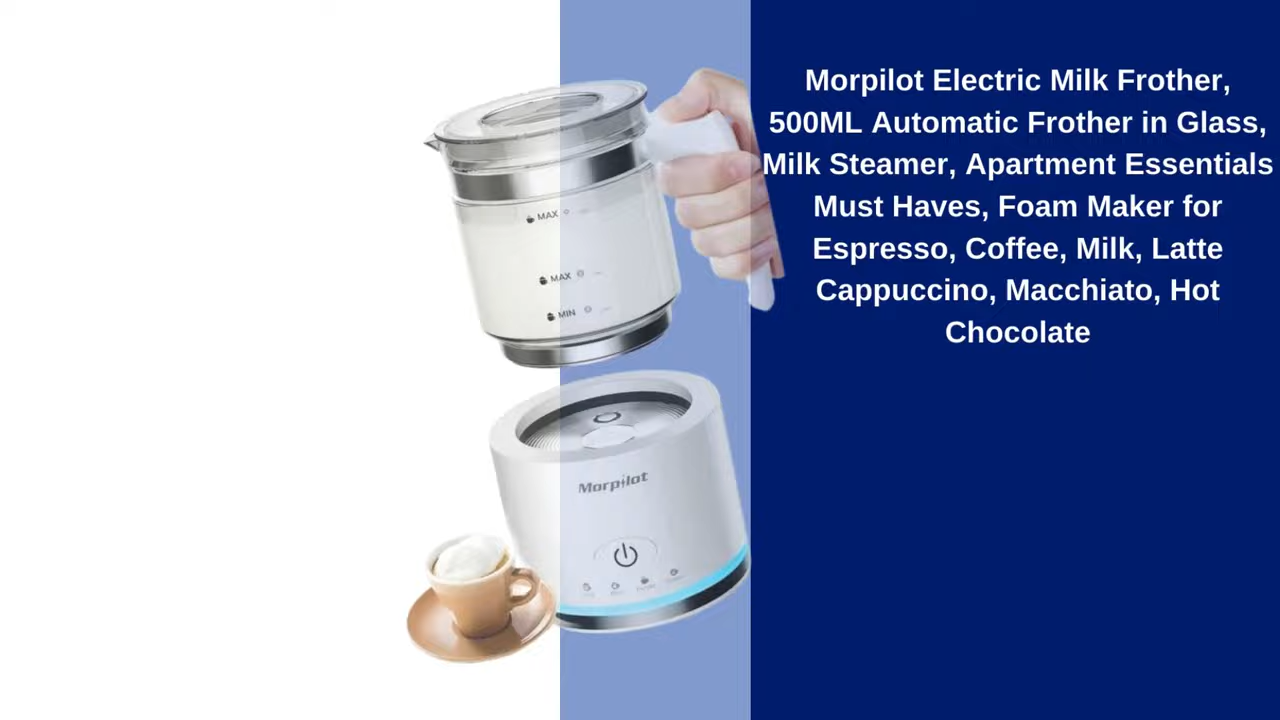 Morpilot Electric Milk Frother,
500ML Automatic Frother in Glass,
Milk Steamer, Apartment Essentials
Must Haves, Foam Maker for
Espresso, Coffee, Milk, Latte
Cappuccino, Macchiato, Hot
Chocolate
MAX
MAX
MIN
Morpilot